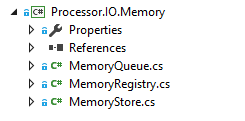 C# Processor.IO.Memory
Properties
References
C# MemoryQueue.cs
C# MemoryRegistry.cs
C# MemoryStore.cs